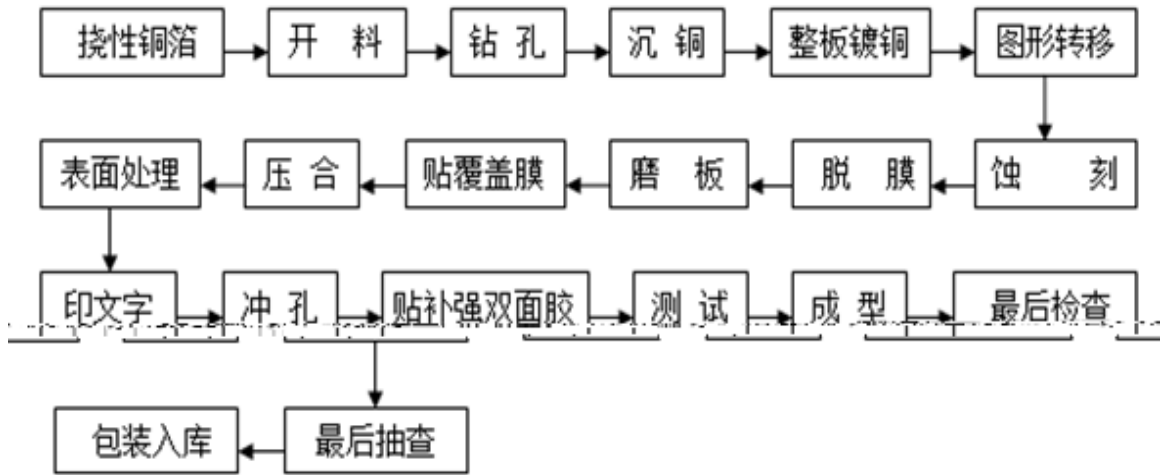 挠性铜箔 开 料 钻 孔 沉 铜 整板镀铜 图形转移
表面处理 压 合 贴覆盖膜 磨 板 脱 膜 蚀 刻
印文字 冲 孔 贴补强双面胶 测 试 成 型 最后检查
包装入库 最后抽查